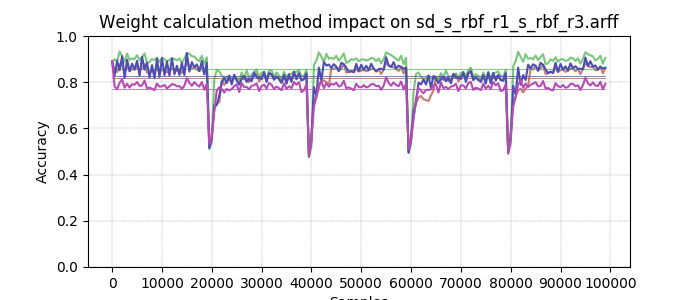 Weight calculation method impact on sd_s_rbf_r1_s_rbf_r3.arff
1.0
0.8
0.6
0.4
0.2
0.0
Accuracy
0 10000 20000 30000 40000 50000 60000 70000 80000 90000 100000
Samples